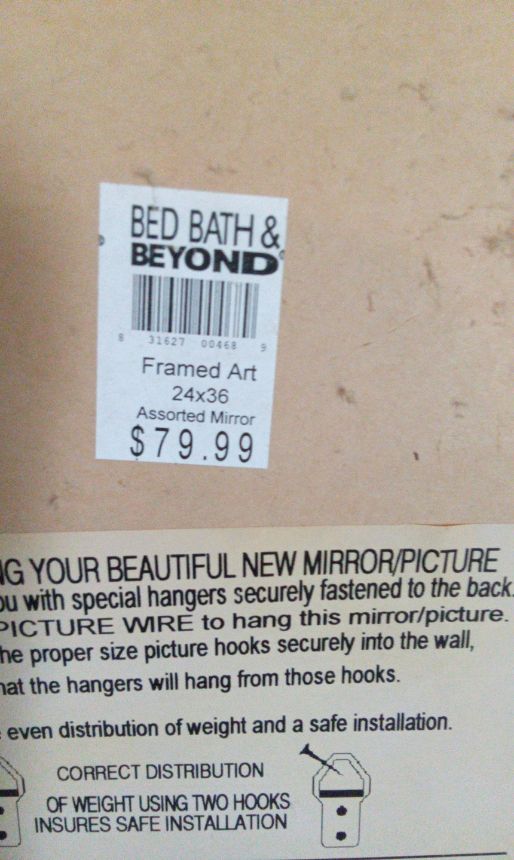 BED BATH &
BEYOND
8 31627 00468 9
Framed Art
24x36
Assorted Mirror
$79.99
YOUR BEAUTIFUL NEW MIRROR/PICTURE
with special hangers securely fastened to the back.
PICTURE WIRE to hang this mirror/picture.
proper size picture hooks securely into the wall,
the hangers will hang from those hooks.
even distribution of weight and a safe installation.
CORRECT DISTRIBUTION
OF WEIGHT USING TWO HOOKS
INSURES SAFE INSTALLATION